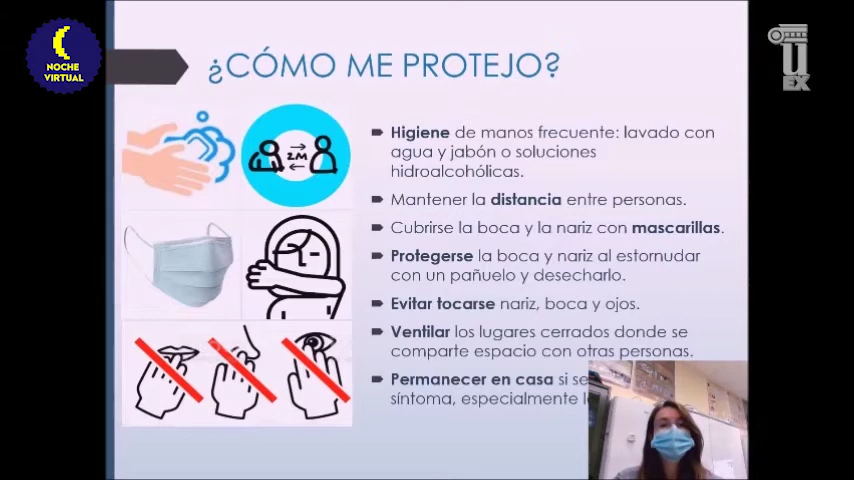 NOCHE
VIRTUAL
¿CÓMO ME PROTEJO?
U
EX
2M
Higiene de manos frecuente: lavado con
agua y jabón o soluciones
hidroalcohólicas.
Mantener la distancia entre personas.
Cubrirse la boca y la nariz con mascarillas.
Protegerse la boca y nariz al estornudar
con un pañuelo y desecharlo.
Evitar tocarse nariz, boca y ojos.
Ventilar los lugares cerrados donde se
comparte espacio con otras personas.
Permanecer en casa si se
síntoma, especialmente